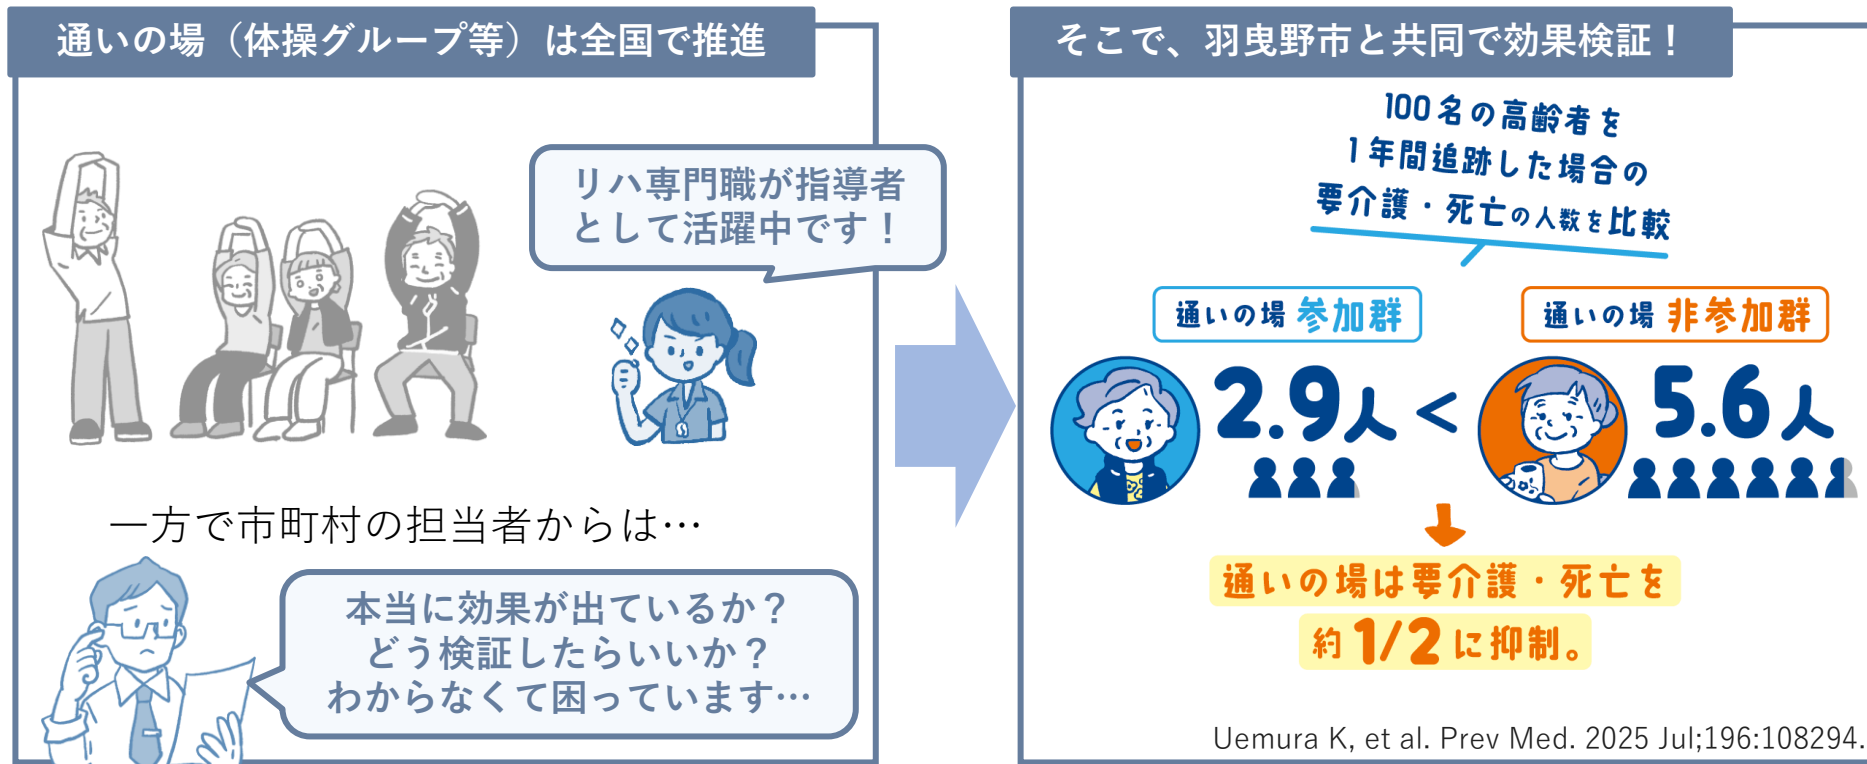 通いの場（体操グループ等）は全国で推進
リハ専門職が指導者
として活躍中です！
一方で市町村の担当者からは…
本当に効果が出ているか？
どう検証したらいいか？
わからなくて困っています…
そこで、羽曳野市と共同で効果検証！
100名の高齢者を
1年間追跡した場合の
要介護・死亡の人数を比較
通いの場 参加群
通いの場 非参加群
2.9人 < 5.6人
通いの場は要介護・死亡を
約1/2に抑制。
Uemura K, et al. Prev Med. 2025 Jul;196:108294.